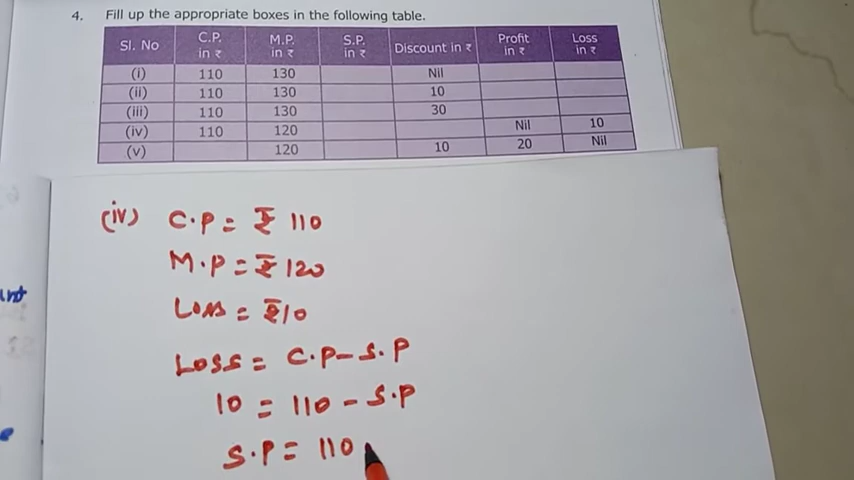 4. Fill up the appropriate boxes in the following table.
Sl. No C.P. in ₹ M.P. in ₹ S.P. in ₹ Discount in ₹ Profit in ₹ Loss in ₹
(i) 110 130 Nil
(ii) 110 130 10
(iii) 110 130 30
(iv) 110 120 Nil 10
(v) 120 10 20 Nil
(iv) C.P = ₹ 110
M.P = ₹ 120
Loss = ₹10
Loss = C.P - S.P
10 = 110 - S.P
S.P = 110